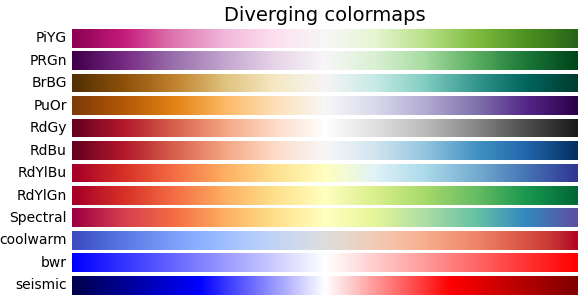 Diverging colormaps
PiYG
PRGn
BrBG
PuOr
RdGy
RdBu
RdYlBu
RdYlGn
Spectral
coolwarm
bwr
seismic